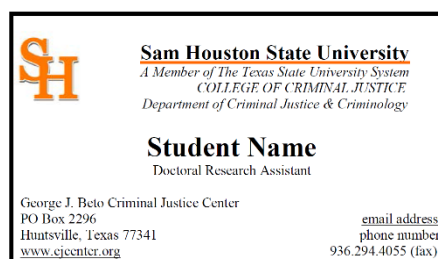 SH
Sam Houston State University
A Member of The Texas State University System
COLLEGE OF CRIMINAL JUSTICE
Department of Criminal Justice & Criminology
Student Name
Doctoral Research Assistant
George J. Beto Criminal Justice Center
PO Box 2296
Huntsville, Texas 77341
www.cjcenter.org
email address
phone number
936.294.4055 (fax)